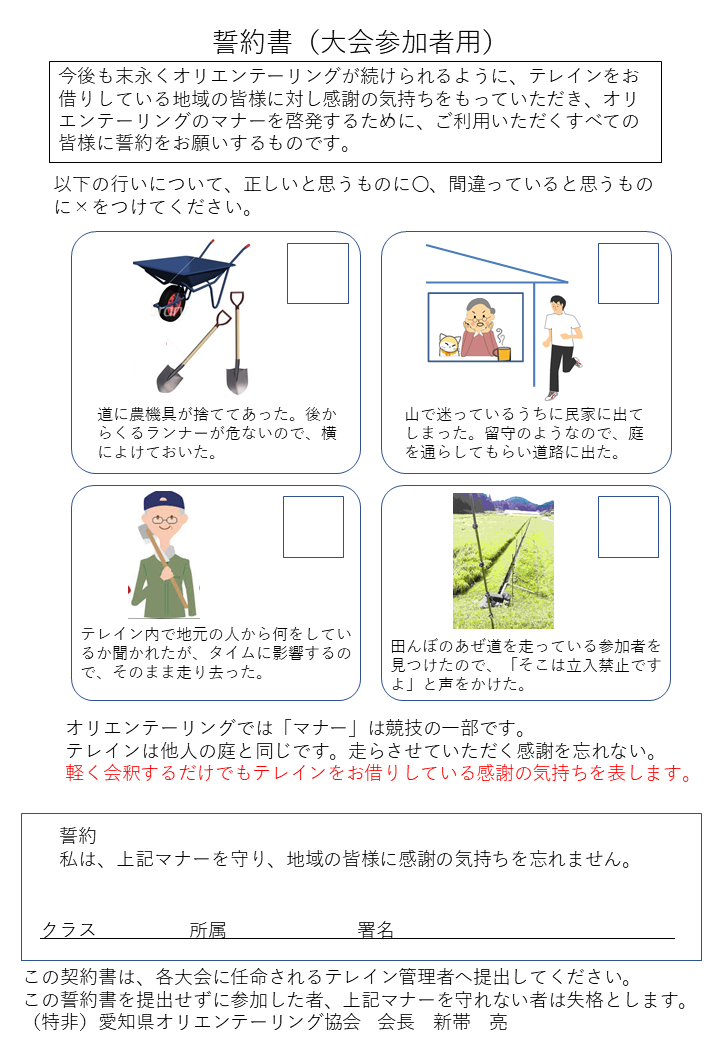 誓約書（大会参加者用）
今後も末永くオリエンテーリングが続けられるように、テレインをお
借りしている地域の皆様に対し感謝の気持ちをもっていただき、オリ
エンテーリングのマナーを啓発するために、ご利用いただくすべての
皆様に誓約をお願いするものです。
以下の行いについて、正しいと思うものに〇、間違っていると思うもの
に×をつけてください。
道に農機具が捨ててあった。後か
らくるランナーが危ないので、横
によけておいた。
山で迷っているうちに民家に出て
しまった。留守のようなので、庭
を通らしてもらい道路に出た。
テレイン内で地元の人から何をしてい
るか聞かれたが、タイムに影響するの
で、そのまま走り去った。
田んぼのあぜ道を走っている参加者を
見つけたので、「そこは立入禁止です
よ」と声をかけた。
オリエンテーリングでは「マナー」は競技の一部です。
テレインは他人の庭と同じです。走らさせていただく感謝を忘れない。
軽く会釈するだけでもテレインをお借りしている感謝の気持ちを表します。
誓約
私は、上記マナーを守り、地域の皆様に感謝の気持ちを忘れません。
クラス 所属 署名
この契約書は、各大会に任命されるテレイン管理者へ提出してください。
この誓約書を提出せずに参加した者、上記マナーを守れない者は失格とします。
（特非）愛知県オリエンテーリング協会 会長 新帯 亮